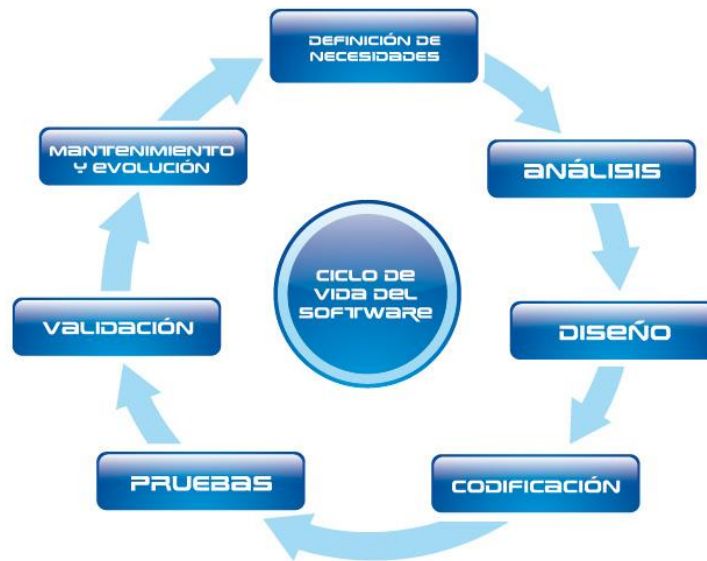 DEFINICIÓN DE
NECESIDADES
ANÁLISIS
DISEÑO
CODIFICACIÓN
PRUEBAS
VALIDACIÓN
MANTENIMIENTO
Y EVOLUCIÓN
CICLO DE
VIDA DEL
SOFTWARE